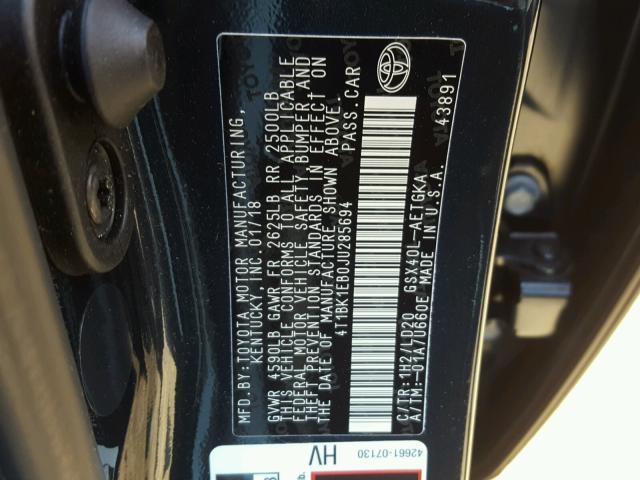 MFD.BY:TOYOTA MOTOR MANUFACTURING,
KENTUCKY, INC. 01/18
GVWR 4590LB GAWR FR 2625LB RR 2500LB
THIS VEHICLE CONFORMS TO ALL APPLICABLE
FEDERAL MOTOR VEHICLE SAFETY, BUMPER, AND
THEFT PREVENTION STANDARDS IN EFFECT ON
THE DATE OF MANUFACTURE SHOWN ABOVE.
4T1BK1EB0JU285694 PASS.CAR
C/TR:1H2/LD20 GSX40L-AETGKA
A/TM:-01A/U660E MADE IN U.S.A. 43891
42661-07130
HV
TOYOTA